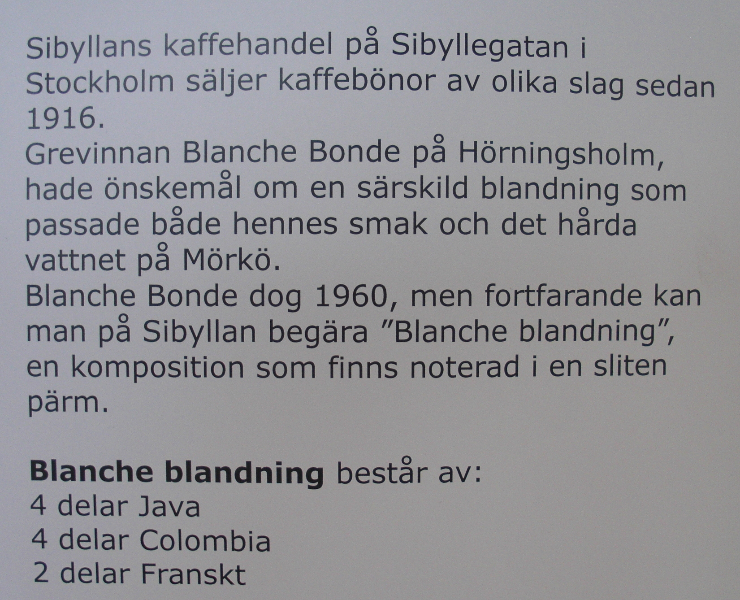 Sibyllans kaffehandel på Sibyllegatan i
Stockholm säljer kaffebönor av olika slag sedan
1916.
Grevinnan Blanche Bonde på Hörningsholm,
hade önskemål om en särskild blandning som
passade både hennes smak och det hårda
vattnet på Mörkö.
Blanche Bonde dog 1960, men fortfarande kan
man på Sibyllan begära ”Blanche blandning”,
en komposition som finns noterad i en sliten
pärm.
Blanche blandning består av:
4 delar Java
4 delar Colombia
2 delar Franskt